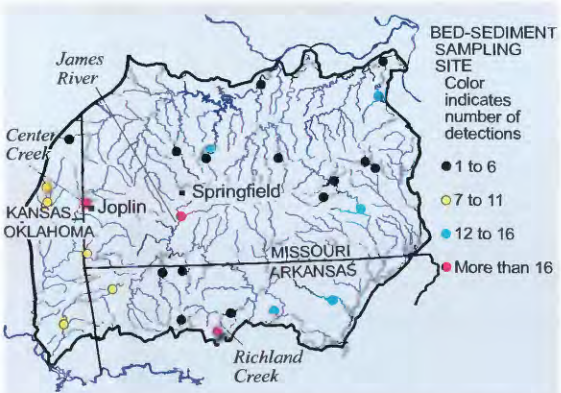 James
River
Center
Creek
KANSAS
OKLAHOMA
Joplin
Springfield
MISSOURI
ARKANSAS
Richland
Creek
BED-SEDIMENT
SAMPLING
SITE
Color
indicates
number of
detections
1 to 6
7 to 11
12 to 16
More than 16